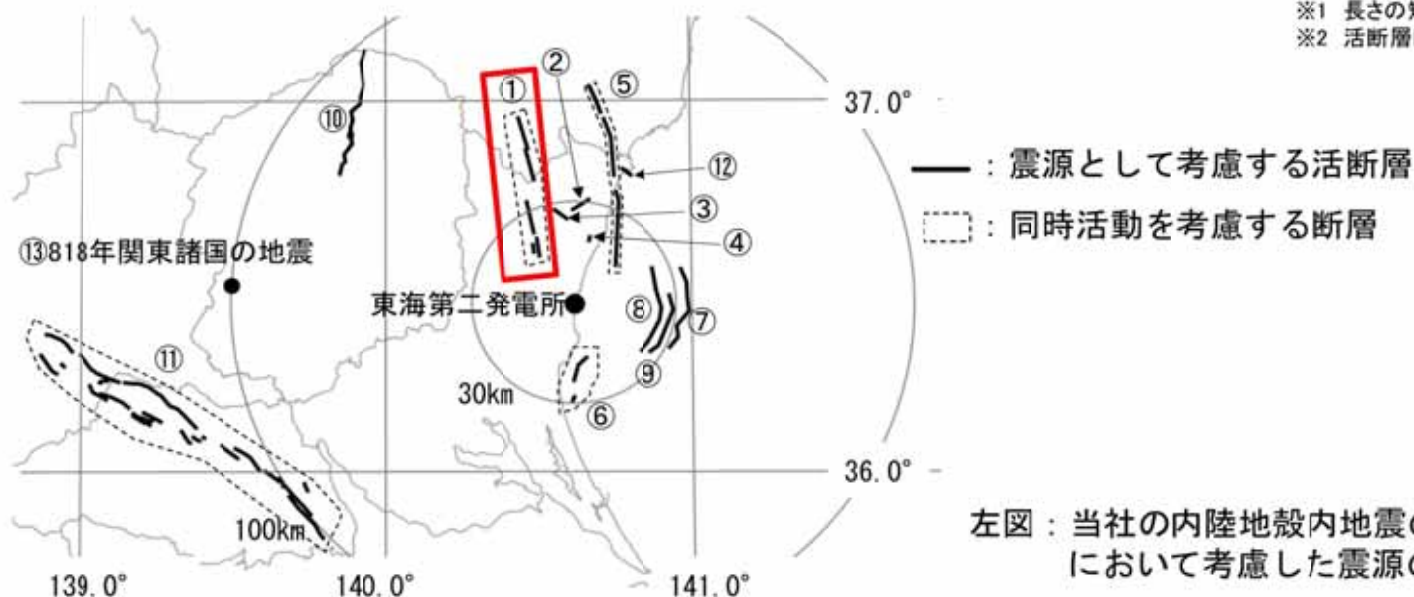 ※1 長さの
※2 活断層
②
⑤
①
37.0°
⑩
⑫
━ : 震源として考慮する活断層
③
: 同時活動を考慮する断層
④
⑬818年関東諸国の地震
東海第二発電所
⑧
⑦
⑪
⑨
30km
⑥
36.0°
100km
左図：当社の内陸地殻内地震の
において考慮した震源の
139.0°
140.0°
141.0°